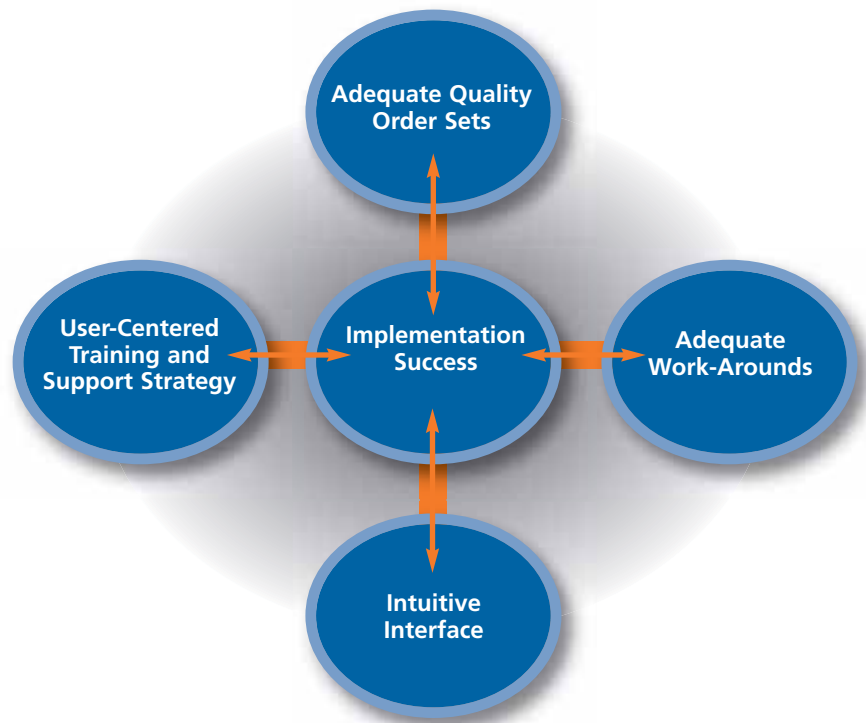 Adequate Quality
Order Sets
User-Centered
Training and
Support Strategy
Implementation
Success
Adequate
Work-Arounds
Intuitive
Interface